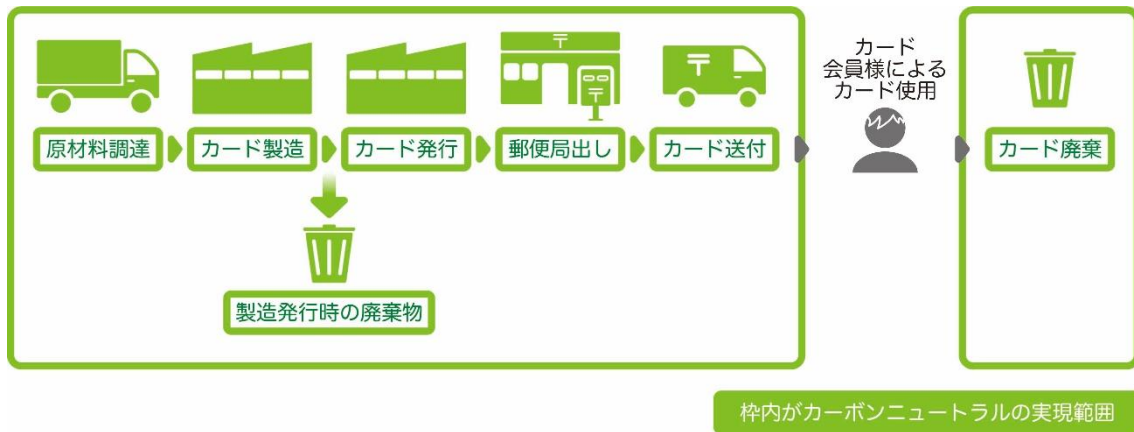 原材料調達
カード製造
カード発行
郵便局出し
カード送付
カード
会員様による
カード使用
カード廃棄
製造発行時の廃棄物
枠内がカーボンニュートラルの実現範囲